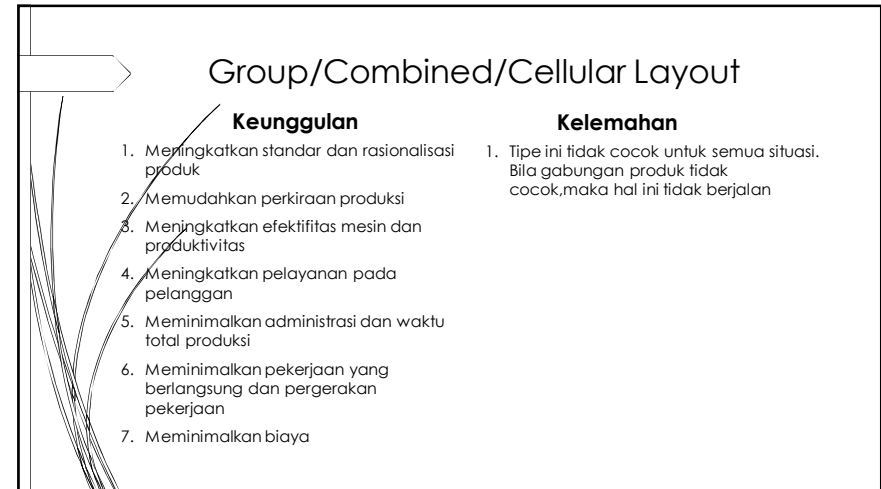 Group/Combined/Cellular Layout
Keunggulan
1. Meningkatkan standar dan rasionalisasi
produk
2. Memudahkan perkiraan produksi
3. Meningkatkan efektifitas mesin dan
produktivitas
4. Meningkatkan pelayanan pada
pelanggan
5. Meminimalkan administrasi dan waktu
total produksi
6. Meminimalkan pekerjaan yang
berlangsung dan pergerakan
pekerjaan
7. Meminimalkan biaya
Kelemahan
1. Tipe ini tidak cocok untuk semua situasi.
Bila gabungan produk tidak
cocok,maka hal ini tidak berjalan